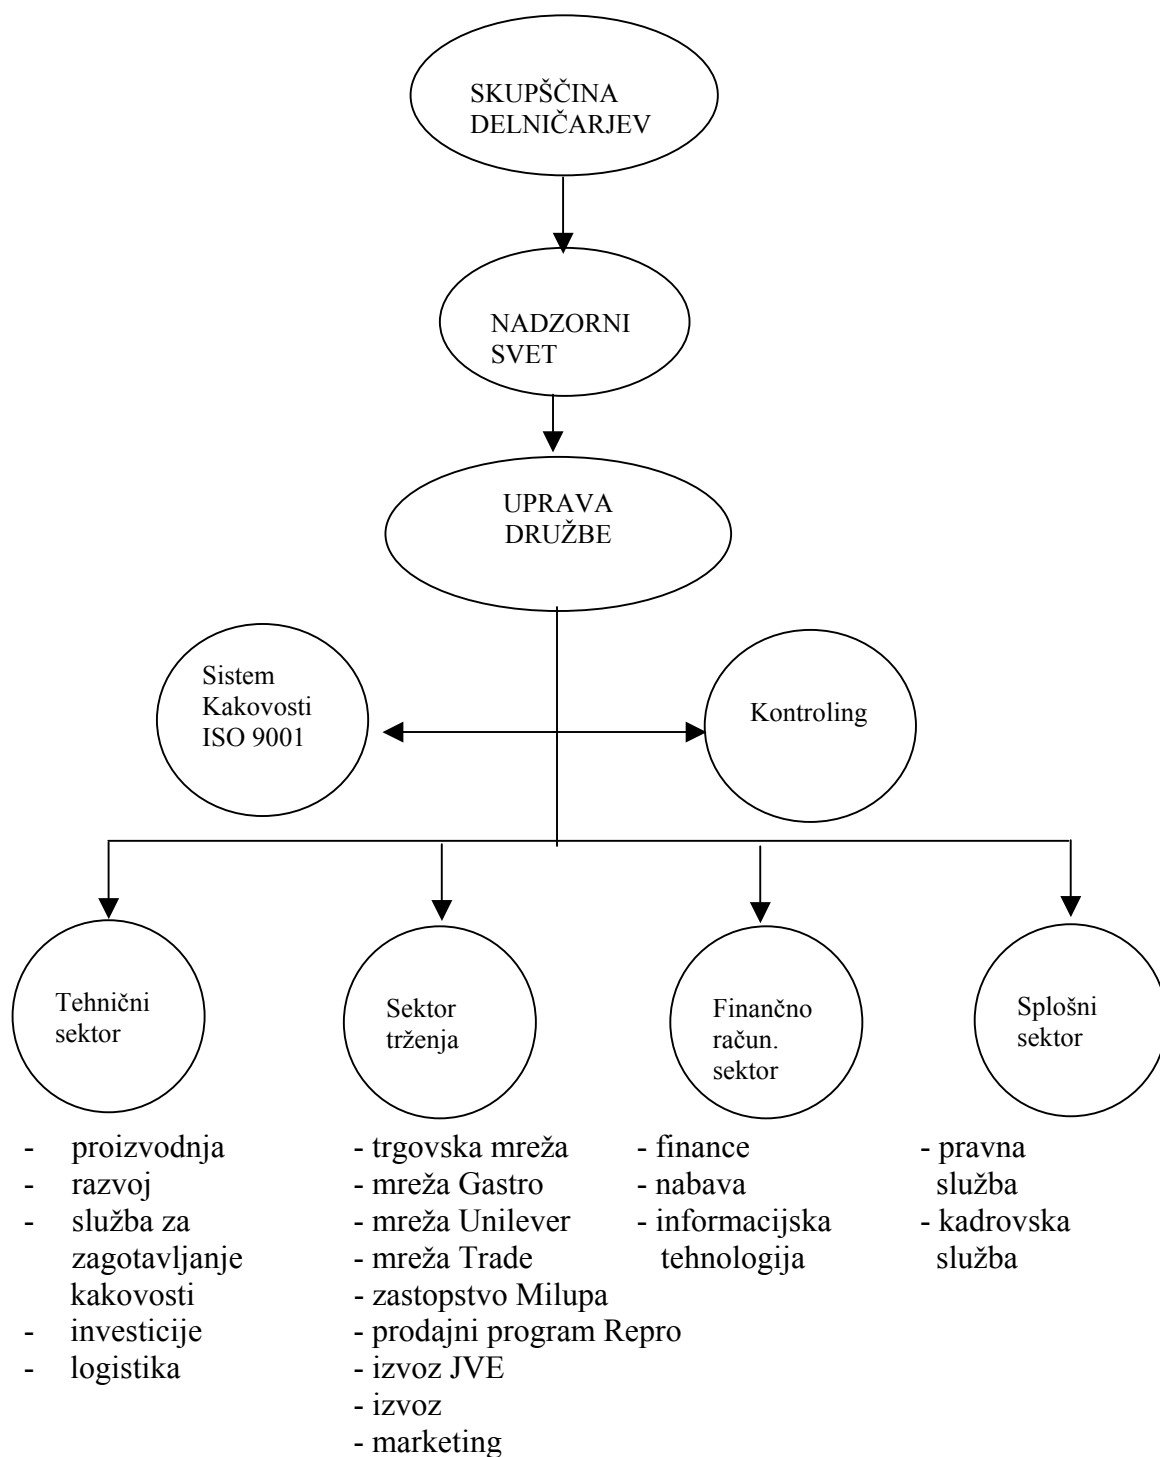 SKUPŠČINA
DELNIČARJEV
NADZORNI
SVET
UPRAVA
DRUŽBE
Sistem
Kakovosti
ISO 9001
Kontroling
Tehnični
sektor
Sektor
trženja
Finančno
račun.
sektor
Splošni
sektor
- proizvodnja
- razvoj
- služba za
zagotavljanje
kakovosti
- investicije
- logistika
- trgovska mreža
- mreža Gastro
- mreža Unilever
- mreža Trade
- zastopstvo Milupa
- prodajni program Repro
- izvoz JVE
- izvoz
- marketing
- finance
- nabava
- informacijska
tehnologija
- pravna
služba
- kadrovska
služba